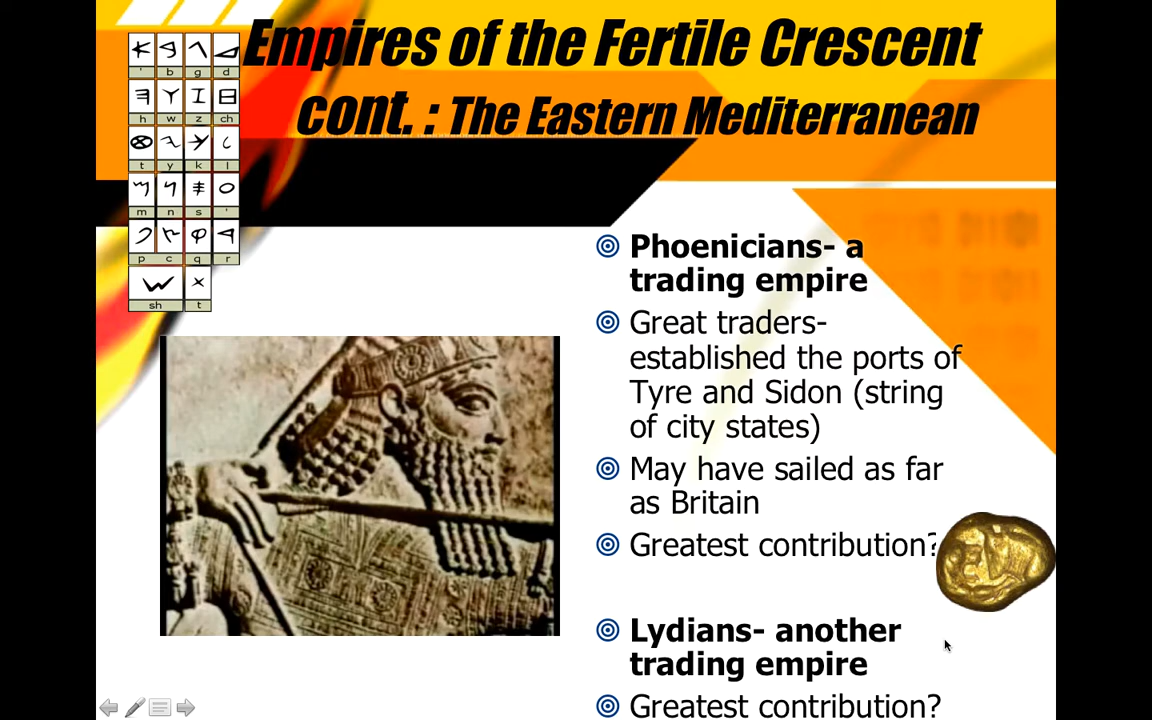 Empires of the Fertile Crescent
cont. : The Eastern Mediterranean
' b g d
h w z ch
t y k l
m n s '
p c q r
sh t
Phoenicians- a
trading empire
Great traders-
established the ports of
Tyre and Sidon (string
of city states)
May have sailed as far
as Britain
Greatest contribution?
Lydians- another
trading empire
Greatest contribution?